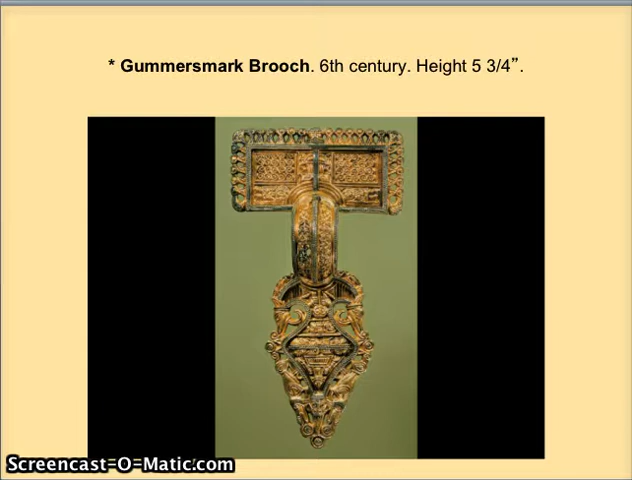 * Gummersmark Brooch. 6th century. Height 5 3/4”.
Screencast-O-Matic.com